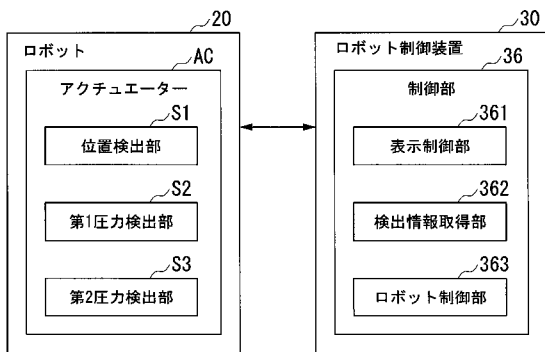 20
ロボット
AC
アクチュエーター
S1
位置検出部
S2
第1圧力検出部
S3
第2圧力検出部
30
ロボット制御装置
36
制御部
361
表示制御部
362
検出情報取得部
363
ロボット制御部